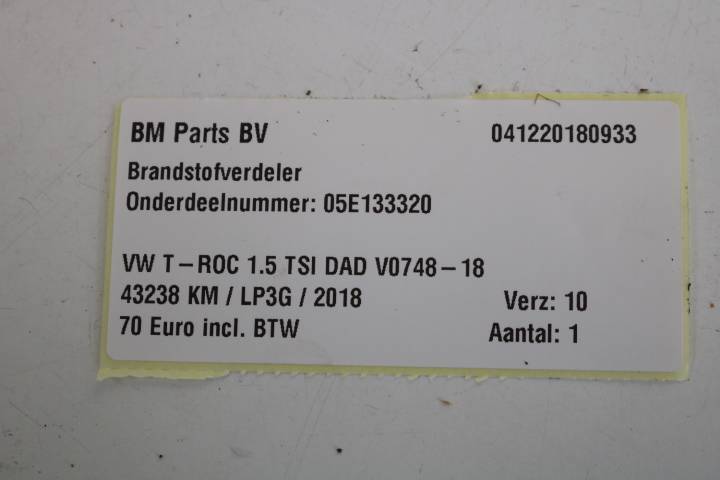 BM Parts BV 041220180933
Brandstofverdeler
Onderdeelnummer: 05E133320
VW T-ROC 1.5 TSI DAD V0748-18
43238 KM / LP3G / 2018 Verz: 10
70 Euro incl. BTW Aantal: 1